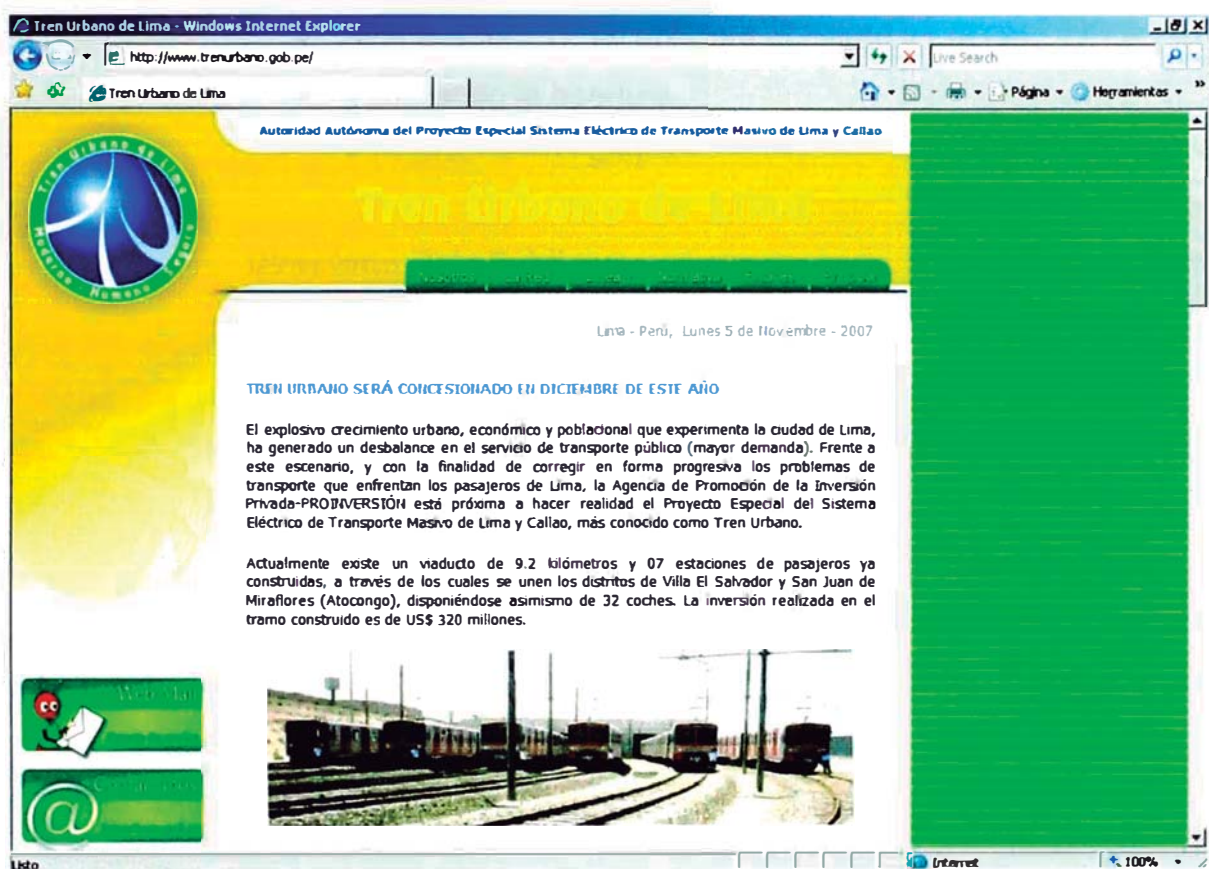 Tren Urbano de Lima - Windows Internet Explorer
http://www.trenurbano.gob.pe/
Live Search
Tren Urbano de Lima
Página
Herramientas
Autoridad Autónoma del Proyecto Especial Sistema Eléctrico de Transporte Masivo de Lima y Callao
Tren Urbano de Lima
Moderno Humano Seguro
Tren Urbano de Lima
Lima - Perú, Lunes 5 de Noviembre - 2007
TREN URBANO SERÁ CONCESIONADO EN DICIEMBRE DE ESTE AÑO
El explosivo crecimiento urbano, económico y poblacional que experimenta la ciudad de Lima,
ha generado un desbalance en el servicio de transporte público (mayor demanda). Frente a
este escenario, y con la finalidad de corregir en forma progresiva los problemas de
transporte que enfrentan los pasajeros de Lima, la Agencia de Promoción de la Inversión
Privada-PROINVERSIÓN está próxima a hacer realidad el Proyecto Especial del Sistema
Eléctrico de Transporte Masivo de Lima y Callao, más conocido como Tren Urbano.
Actualmente existe un viaducto de 9.2 kilómetros y 07 estaciones de pasajeros ya
construidas, a través de los cuales se unen los distritos de Villa El Salvador y San Juan de
Miraflores (Atocongo), disponiéndose asimismo de 32 coches. La inversión realizada en el
tramo construido es de US$ 320 millones.
Web Mail
Listo
Internet
100%